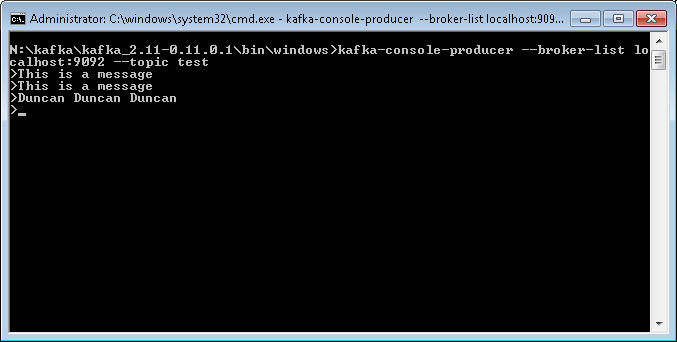 Administrator: C:\windows\system32\cmd.exe - kafka-console-producer --broker-list localhost:909...
N:\kafka\kafka_2.11-0.11.0.1\bin\windows>kafka-console-producer --broker-list lo
calhost:9092 --topic test
>This is a message
>This is a message
>Duncan Duncan Duncan
>_